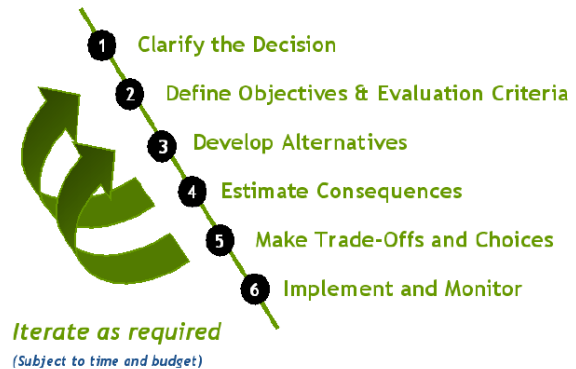 1 Clarify the Decision
2 Define Objectives & Evaluation Criteria
3 Develop Alternatives
4 Estimate Consequences
5 Make Trade-Offs and Choices
6 Implement and Monitor
Iterate as required
(Subject to time and budget)